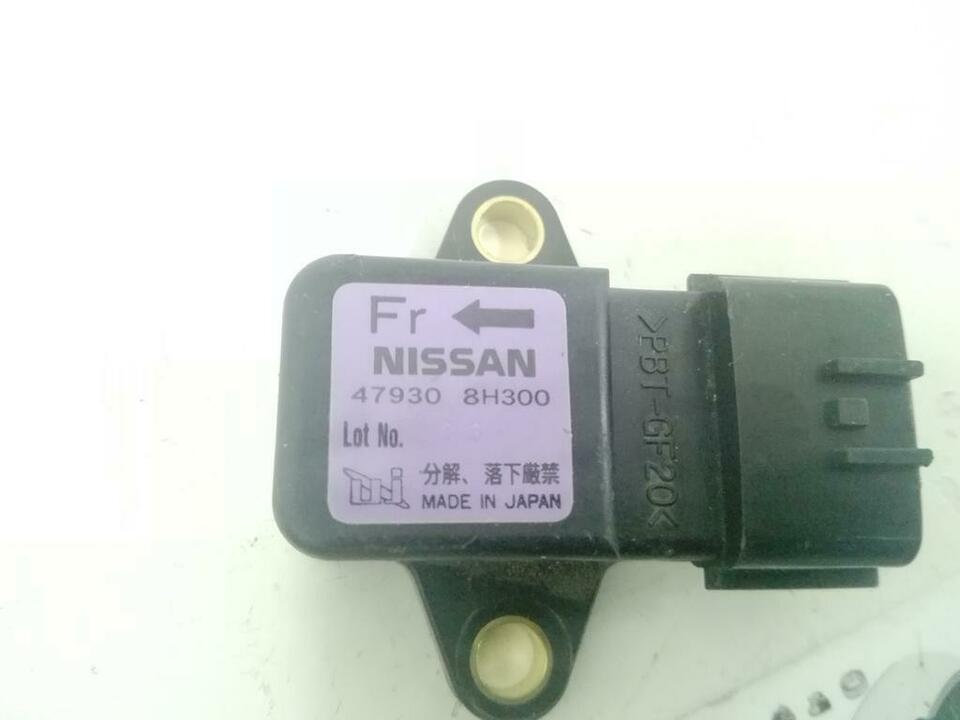 Fr
NISSAN
47930 8H300
Lot No.
分解、落下厳禁
MADE IN JAPAN
>PBT-GF20<